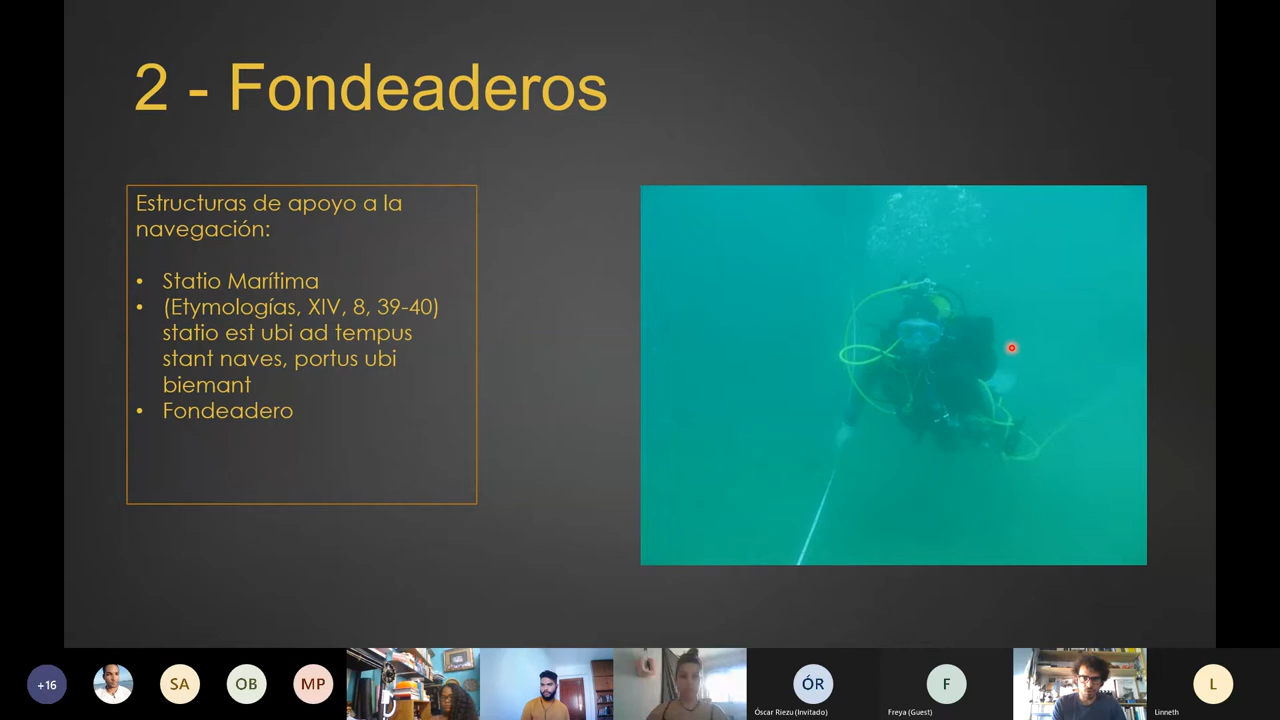 2 - Fondeaderos
Estructuras de apoyo a la
navegación:
• Statio Marítima
• (Etymologías, XIV, 8, 39-40)
statio est ubi ad tempus
stant naves, portus ubi
biemant
• Fondeadero
+16
SA
OB
MP
ÓR
Óscar Riezu (Invitado)
F
Freya (Guest)
L
Linneth